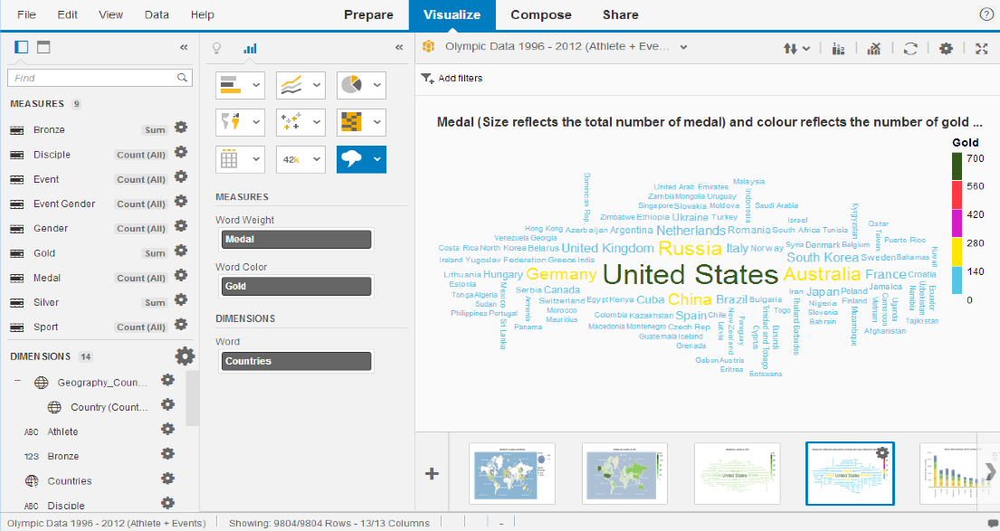 File Edit View Data Help Prepare Visualize Compose Share
Olympic Data 1996 - 2012 (Athlete + Eve...
Find
MEASURES 9
Bronze Sum
Disciple Count (All)
Event Count (All)
Event Gender Count (All)
Gender Count (All)
Gold Sum
Medal Count (All)
Silver Sum
Sport Count (All)
DIMENSIONS 14
Geography_Coun...
Country (Count...
ABC Athlete
123 Bronze
Countries
ABC Disciple
42k
MEASURES
Word Weight
Medal
Word Color
Gold
DIMENSIONS
Word
Countries
Add filters
Medal (Size reflects the total number of medal) and colour reflects the number of gold ...
Gold
700
560
420
280
140
0
Dominican Rep
United Arab Emirates
Malaysia
Zambia Mongolia Uruguay
Indonesia
Singapore Slovakia Moldova
Saudi Arabia
Kyrgyzstan
Zimbabwe Ethiopia Ukraine Turkey
Israel
Qatar
Hong Kong Azerbaijan Argentina Netherlands Romania South Africa Tunisia
Taiwan
Venezuela Georgia
Puerto Rico
Costa Rica North Korea Belarus United Kingdom Russia Italy Norway Syria Denmark Belgium
Kuwait
Ireland Yugoslav Federation Greece India
South Korea Sweden Bahamas
Lithuania Hungary Germany United States Australia France Croatia
Estonia
Mexico
Serbia Canada
Iran Japan Poland Jamaica
Ecuador
Uzbekistan
Namibia
Tonga Algeria
Armenia
Switzerland Egypt Kenya Cuba China Brazil Bulgaria
Nigeria Finland
Vietnam
Cameroon
Uganda
Sudan
Morocco
Togo
Thailand
Slovenia
Philippines Portugal
Mauritius
Colombia Kazakhstan Spain Chile
Bahrain
Mozambique
Tajikistan
Panama
Sri Lanka
Macedonia Montenegro Czech Rep.
Latvia
New Zealand
Paraguay
Cyprus
Trinidad and Tobago
Burundi
Barbados
Afghanistan
Guatemala Iceland
Grenada
Gabon Austria
Eritrea
Botswana
United States
United States
Olympic Data 1996 - 2012 (Athlete + Events) Showing: 9804/9804 Rows - 13/13 Columns -